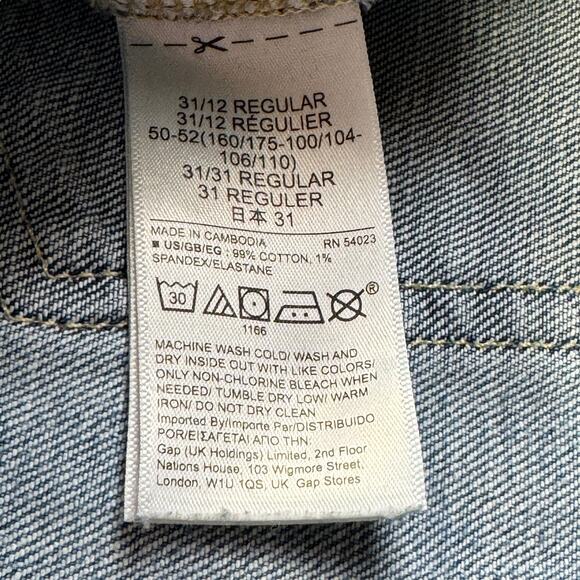 31/12 REGULAR
31/12 RÉGULIER
50-52(160/175-100/104-
106/110)
31/31 REGULAR
31 REGULER
日本 31
MADE IN CAMBODIA RN 54023
■ US/GB/EG : 99% COTTON, 1%
SPANDEX/ELASTANE
30
®
1166
MACHINE WASH COLD/ WASH AND
DRY INSIDE OUT WITH LIKE COLORS/
ONLY NON-CHLORINE BLEACH WHEN
NEEDED/ TUMBLE DRY LOW/ WARM
IRON/ DO NOT DRY CLEAN
Imported By/Importe Par/DISTRIBUIDO
POR/ΕΙΣΑΓΕΤΑΙ ΑΠΟ ΤΗΝ:
Gap (UK Holdings) Limited, 2nd Floor
Nations House, 103 Wigmore Street,
London, W1U 1QS, UK Gap Stores